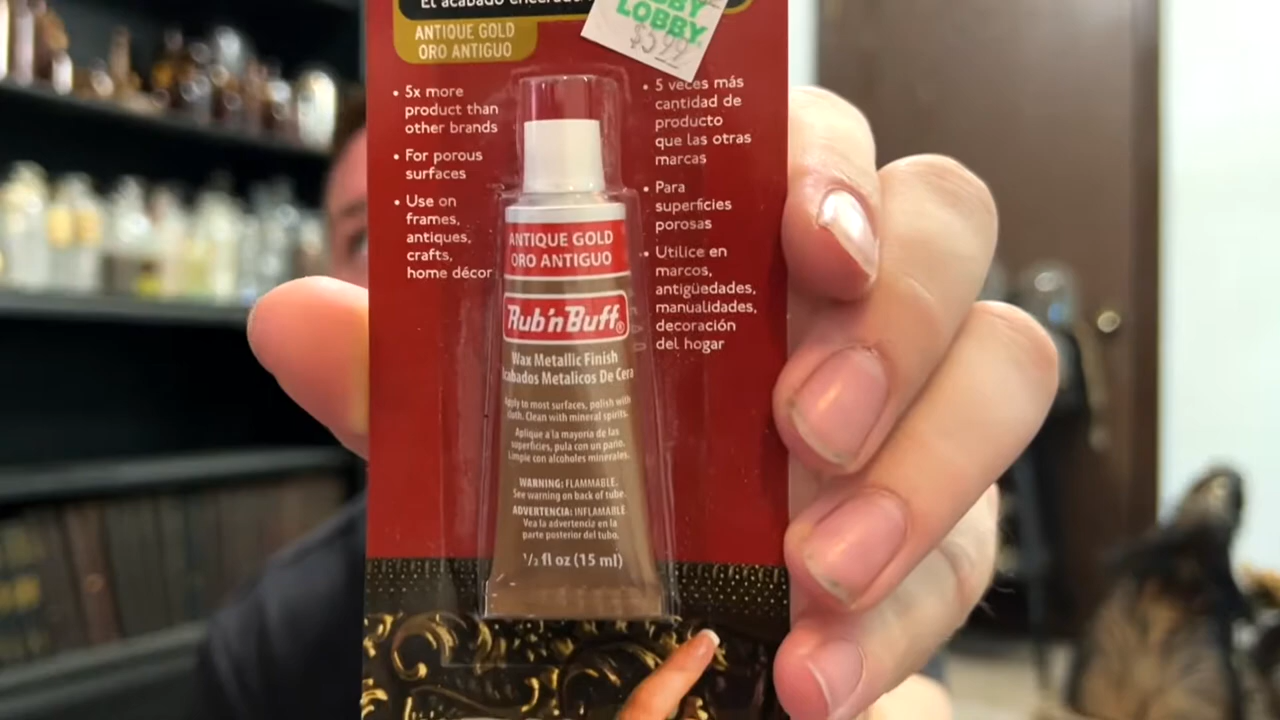 El acabado
ANTIQUE GOLD
ORO ANTIGUO
LOBBY
$5.99
• 5x more
product than
other brands
• For porous
surfaces
• Use on
frames,
antiques,
crafts,
home décor
• 5 veces más
cantidad de
producto
que las otras
marcas
• Para
superficies
porosas
• Utilice en
marcos,
antigüedades,
manualidades,
decoración
del hogar
ANTIQUE GOLD
ORO ANTIGUO
Rub'n Buff®
Wax Metallic Finish
Acabados Metalicos De Cera
Apply to most surfaces, polish with
cloth. Clean with mineral spirits.
Aplique a la mayoría de las
superficies, pula con un paño.
Limpie con alcoholes minerales.
WARNING: FLAMMABLE.
See warning on back of tube.
ADVERTENCIA: INFLAMABLE
Vea la advertencia en la
parte posterior del tubo.
1/2 fl oz (15 ml)